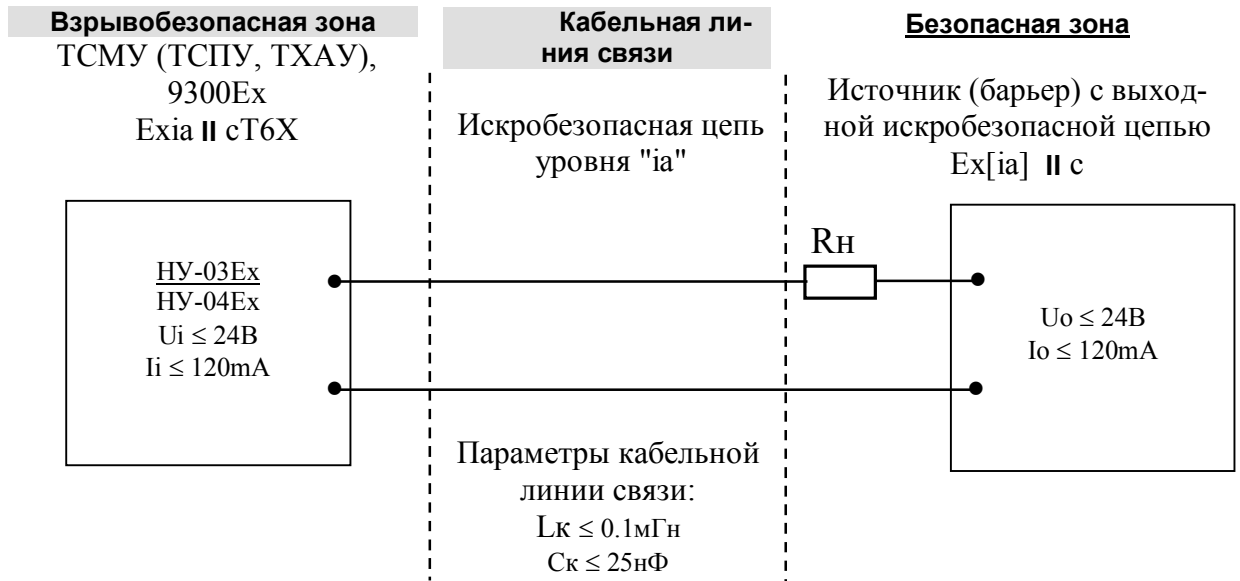 Взрывобезопасная зона
ТСМУ (ТСПУ, ТХАУ),
9300Ex
Exia II сТ6Х
Кабельная ли-
ния связи
Искробезопасная цепь
уровня "ia"
Безопасная зона
Источник (барьер) с выход-
ной искробезопасной цепью
Ex[ia] II с
НУ-03Ex
НУ-04Ex
Ui ≤ 24В
Ii ≤ 120mA
Rн
Uo ≤ 24В
Io ≤ 120mA
Параметры кабельной
линии связи:
Lк ≤ 0.1мГн
Ск ≤ 25нФ